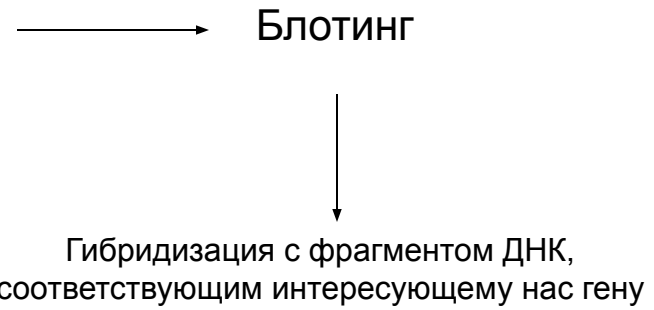 Блотинг
Гибридизация с фрагментом ДНК,
соответствующим интересующему нас гену